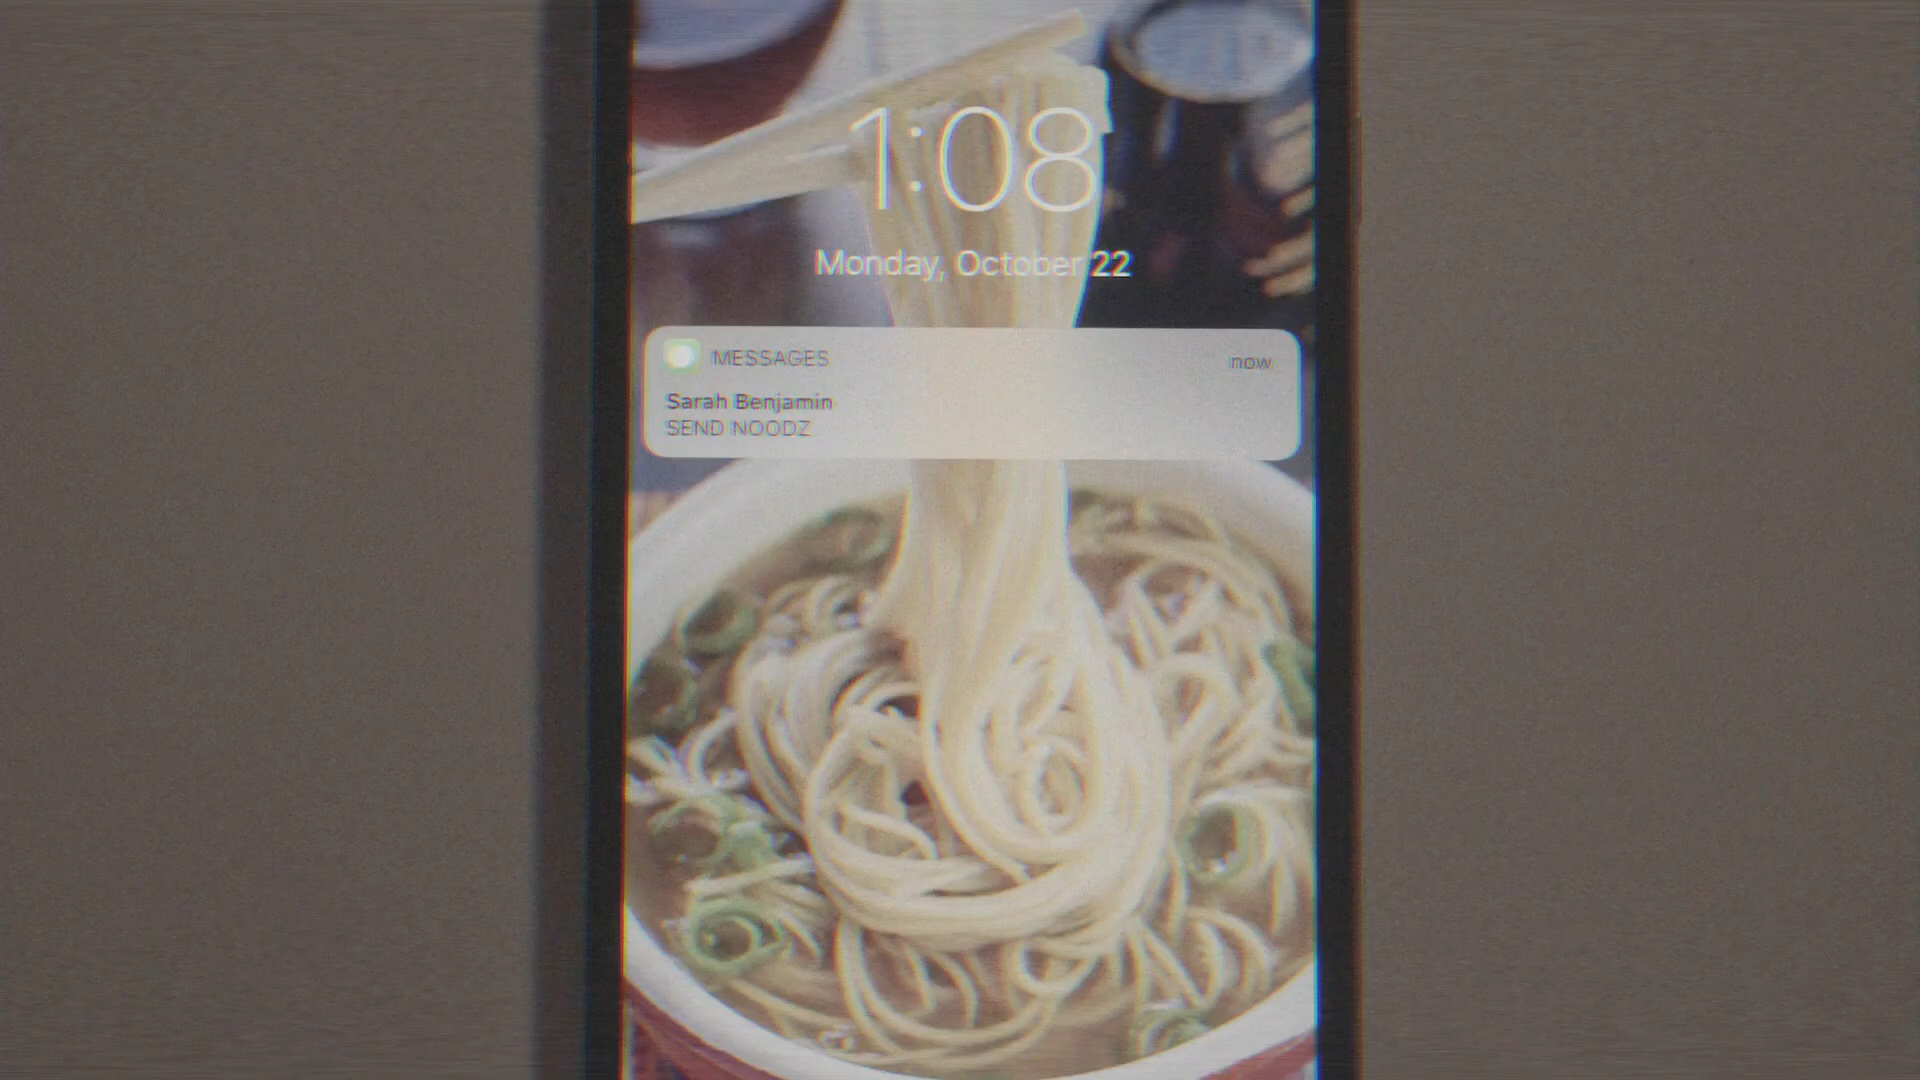 1:08
Monday, October 22
MESSAGES
now
Sarah Benjamin
SEND NOODZ